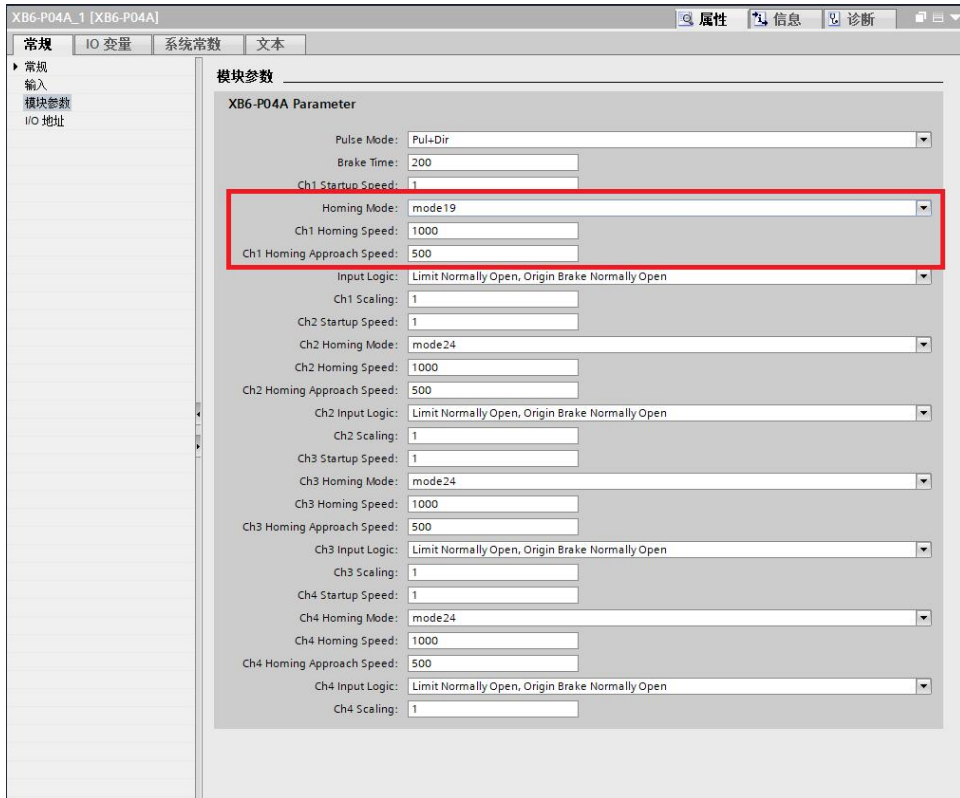 XB6-P04A_1 [XB6-P04A]
属性 信息 诊断
常规 IO 变量 系统常数 文本
常规
输入
模块参数
I/O 地址
模块参数
XB6-P04A Parameter
Pulse Mode: Pul+Dir
Brake Time: 200
Ch1 Startup Speed: 1
Homing Mode: mode19
Ch1 Homing Speed: 1000
Ch1 Homing Approach Speed: 500
Input Logic: Limit Normally Open, Origin Brake Normally Open
Ch1 Scaling: 1
Ch2 Startup Speed: 1
Ch2 Homing Mode: mode24
Ch2 Homing Speed: 1000
Ch2 Homing Approach Speed: 500
Ch2 Input Logic: Limit Normally Open, Origin Brake Normally Open
Ch2 Scaling: 1
Ch3 Startup Speed: 1
Ch3 Homing Mode: mode24
Ch3 Homing Speed: 1000
Ch3 Homing Approach Speed: 500
Ch3 Input Logic: Limit Normally Open, Origin Brake Normally Open
Ch3 Scaling: 1
Ch4 Startup Speed: 1
Ch4 Homing Mode: mode24
Ch4 Homing Speed: 1000
Ch4 Homing Approach Speed: 500
Ch4 Input Logic: Limit Normally Open, Origin Brake Normally Open
Ch4 Scaling: 1